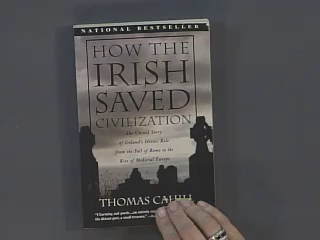 NATIONAL BESTSELLER
HOW THE
IRISH
SAVED
CIVILIZATION
The Untold Story
of Ireland's Heroic Role
from the Fall of Rome to the
Rise of Medieval Europe
THOMAS CAHILL